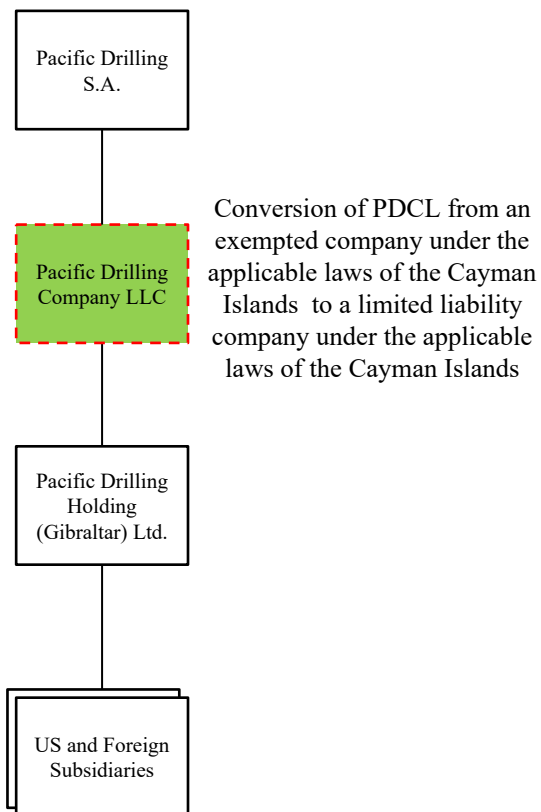 Pacific Drilling
S.A.
Pacific Drilling
Company LLC
Conversion of PDCL from an
exempted company under the
applicable laws of the Cayman
Islands to a limited liability
company under the applicable
laws of the Cayman Islands
Pacific Drilling
Holding
(Gibraltar) Ltd.
US and Foreign
Subsidiaries